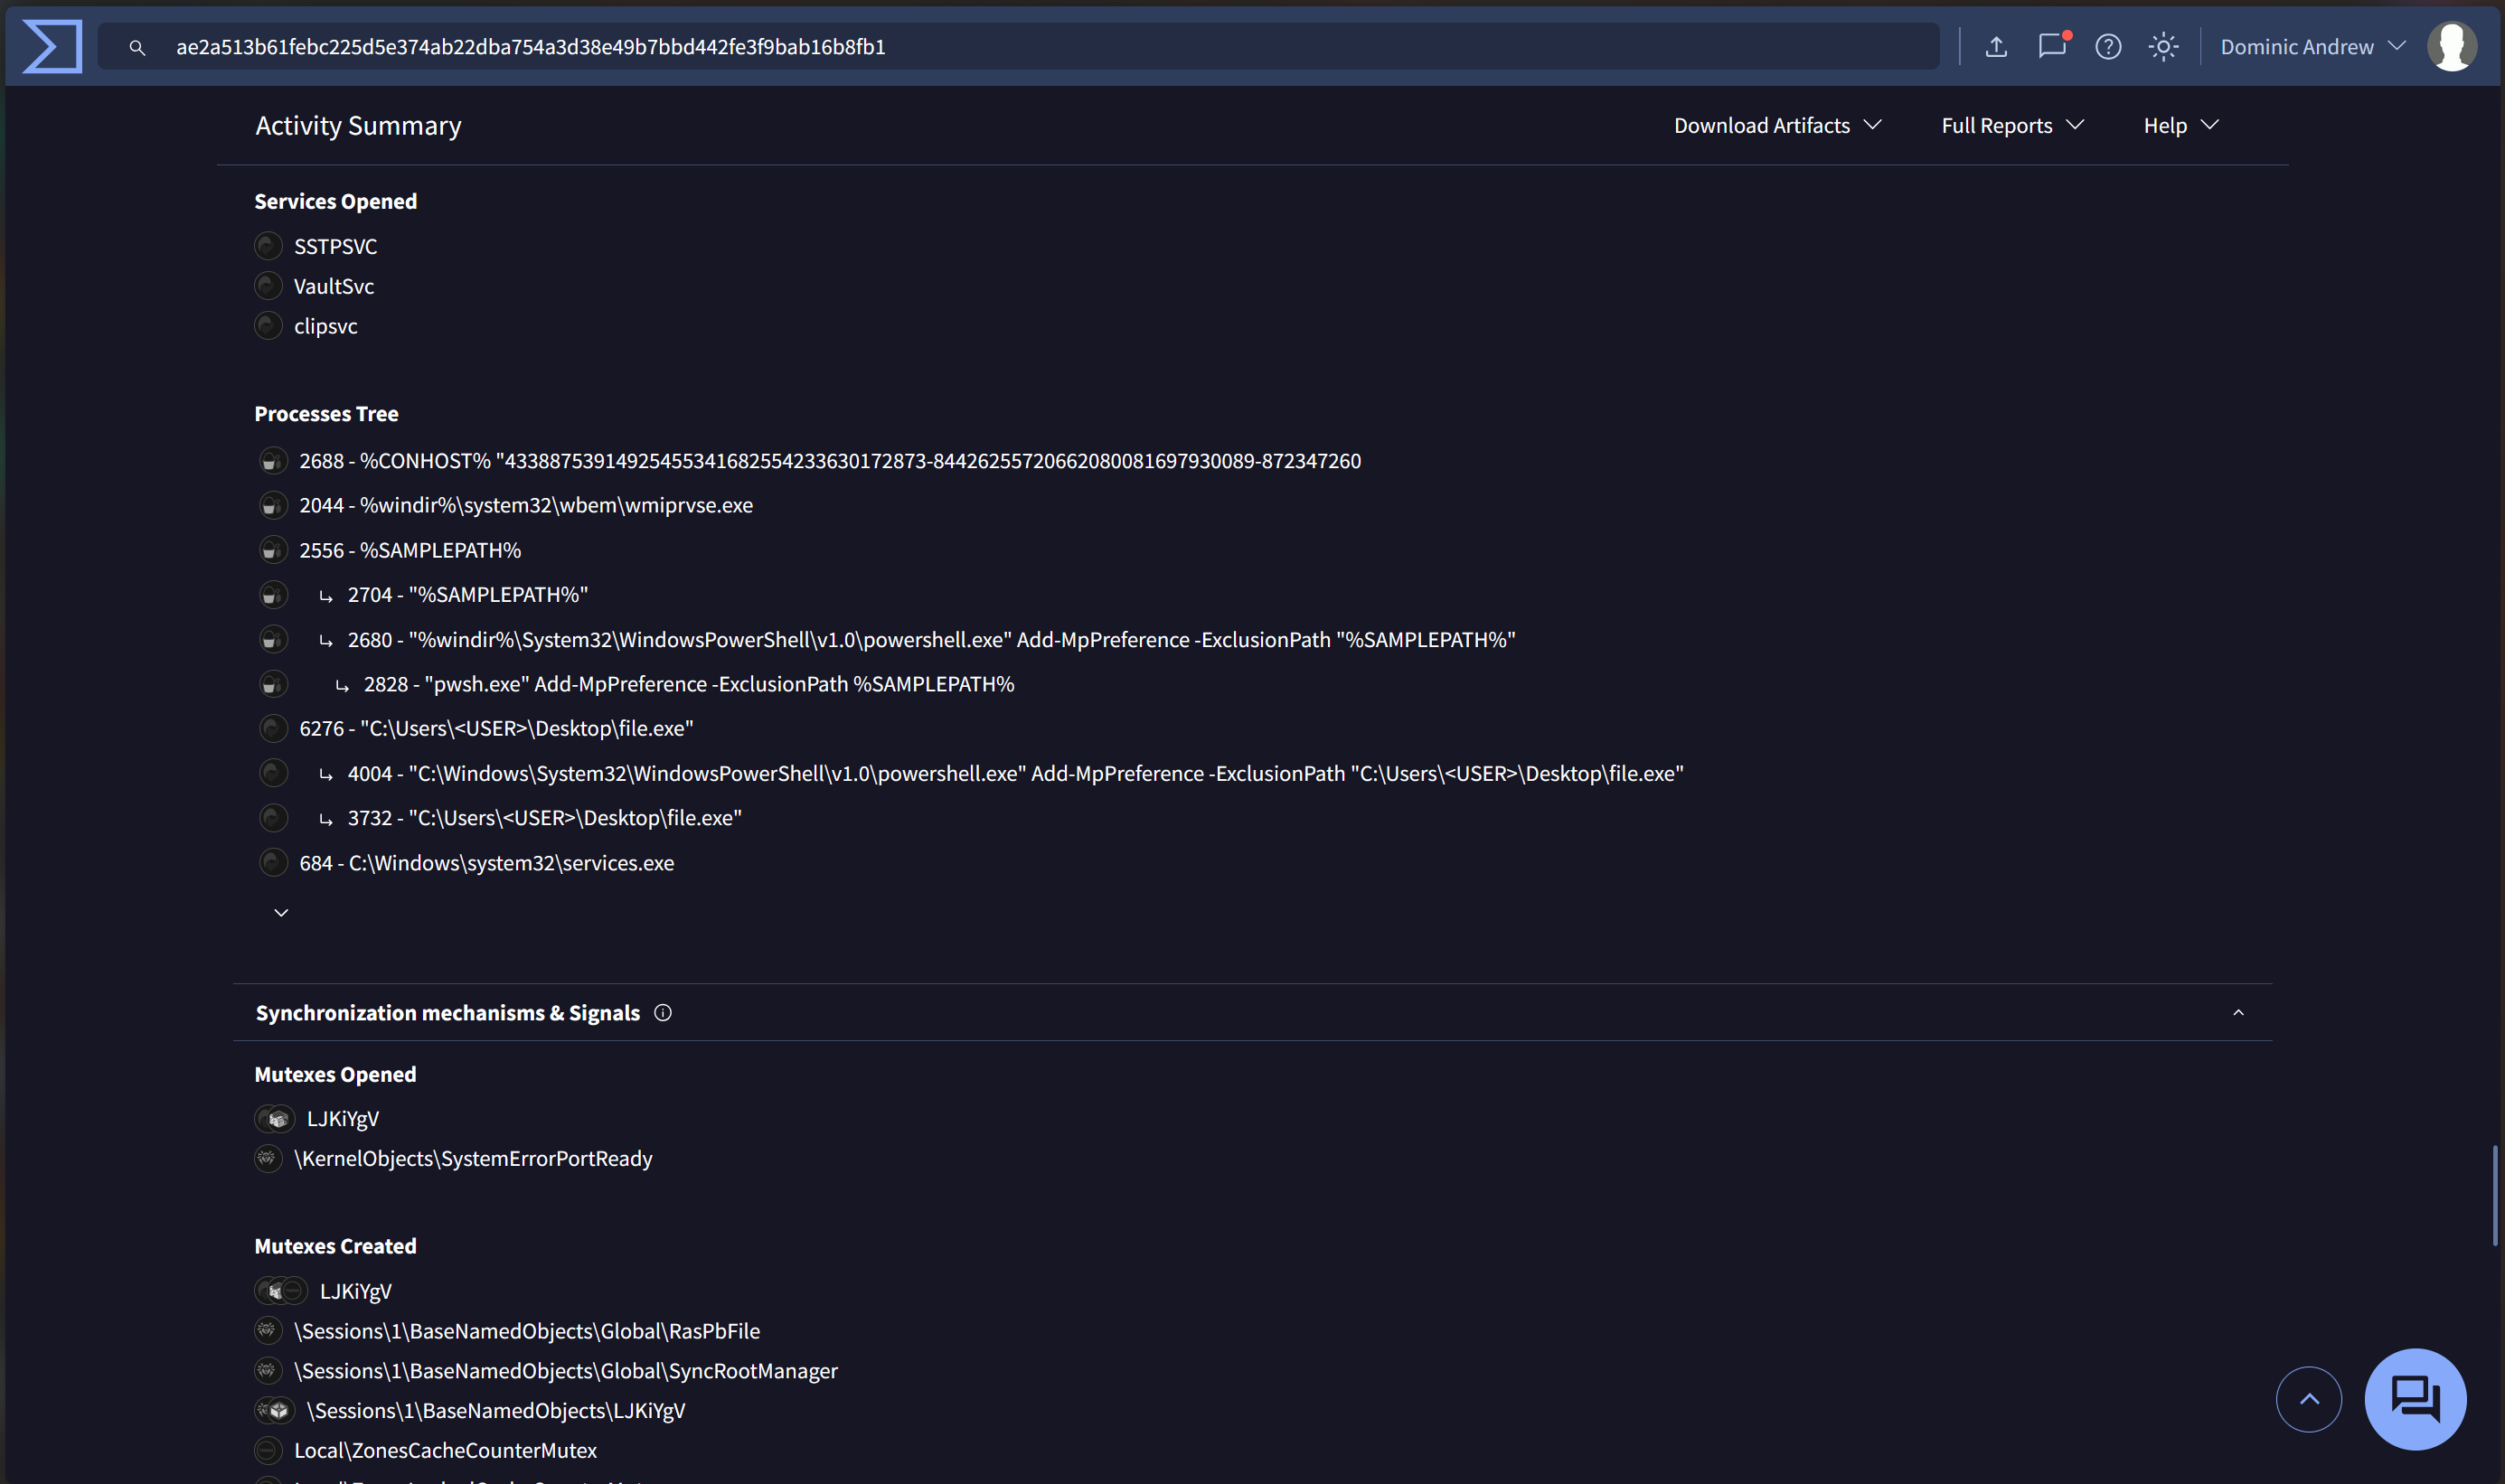 ae2a513b61febc225d5e374ab22dba754a3d38e49b7bbd442fe3f9bab16b8fb1
Dominic Andrew
Activity Summary
Download Artifacts
Full Reports
Help
Services Opened
SSTPSVC
VaultSvc
clipsvc
Processes Tree
2688 - %CONHOST% "4338875391492545534168255423363017​2873-844262557206620800816979​30089-872347260
2044 - %windir%\system32\wbem\wmiprvse.exe
2556 - %SAMPLEPATH%
2704 - "%SAMPLEPATH%"
2680 - "%windir%\System32\WindowsPowerShell\v1.0\powershell.exe" Add-MpPreference -ExclusionPath "%SAMPLEPATH%"
2828 - "pwsh.exe" Add-MpPreference -ExclusionPath %SAMPLEPATH%
6276 - "C:\Users\<USER>\Desktop\file.exe"
4004 - "C:\Windows\System32\WindowsPowerShell\v1.0\powershell.exe" Add-MpPreference -ExclusionPath "C:\Users\<USER>\Desktop\file.exe"
3732 - "C:\Users\<USER>\Desktop\file.exe"
684 - C:\Windows\system32\services.exe
Synchronization mechanisms & Signals
Mutexes Opened
LJKiYgV
\KernelObjects\SystemErrorPortReady
Mutexes Created
LJKiYgV
\Sessions\1\BaseNamedObjects\Global\RasPbFile
\Sessions\1\BaseNamedObjects\Global\SyncRootManager
\Sessions\1\BaseNamedObjects\LJKiYgV
Local\ZonesCacheCounterMutex